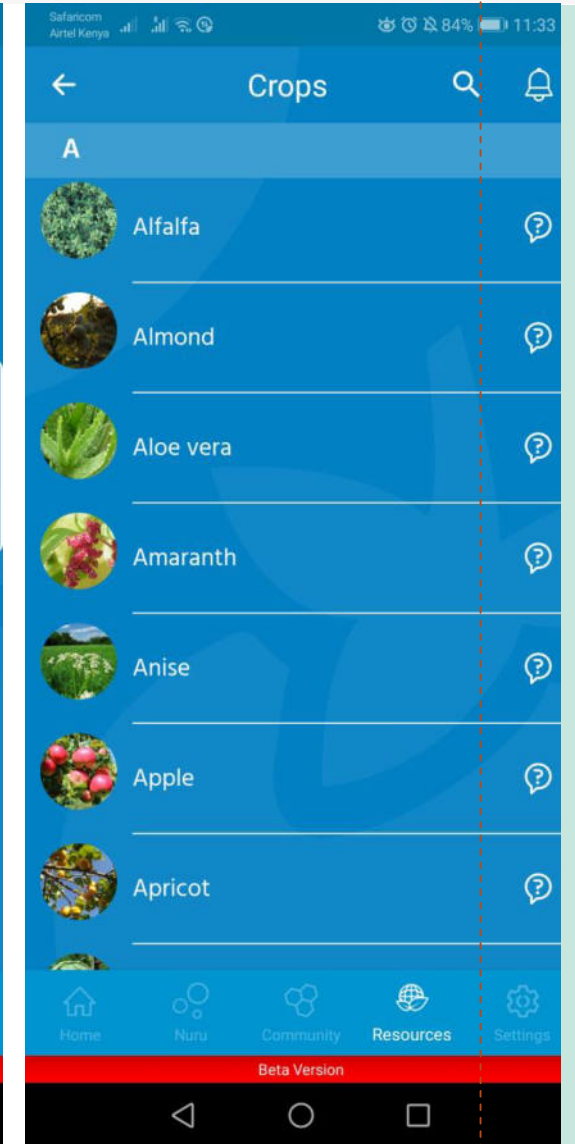 Safaricom
Airtel Kenya
84% 11:33
Crops
A
Alfalfa
Almond
Aloe vera
Amaranth
Anise
Apple
Apricot
Home Nuru Community Resources Settings
Beta Version